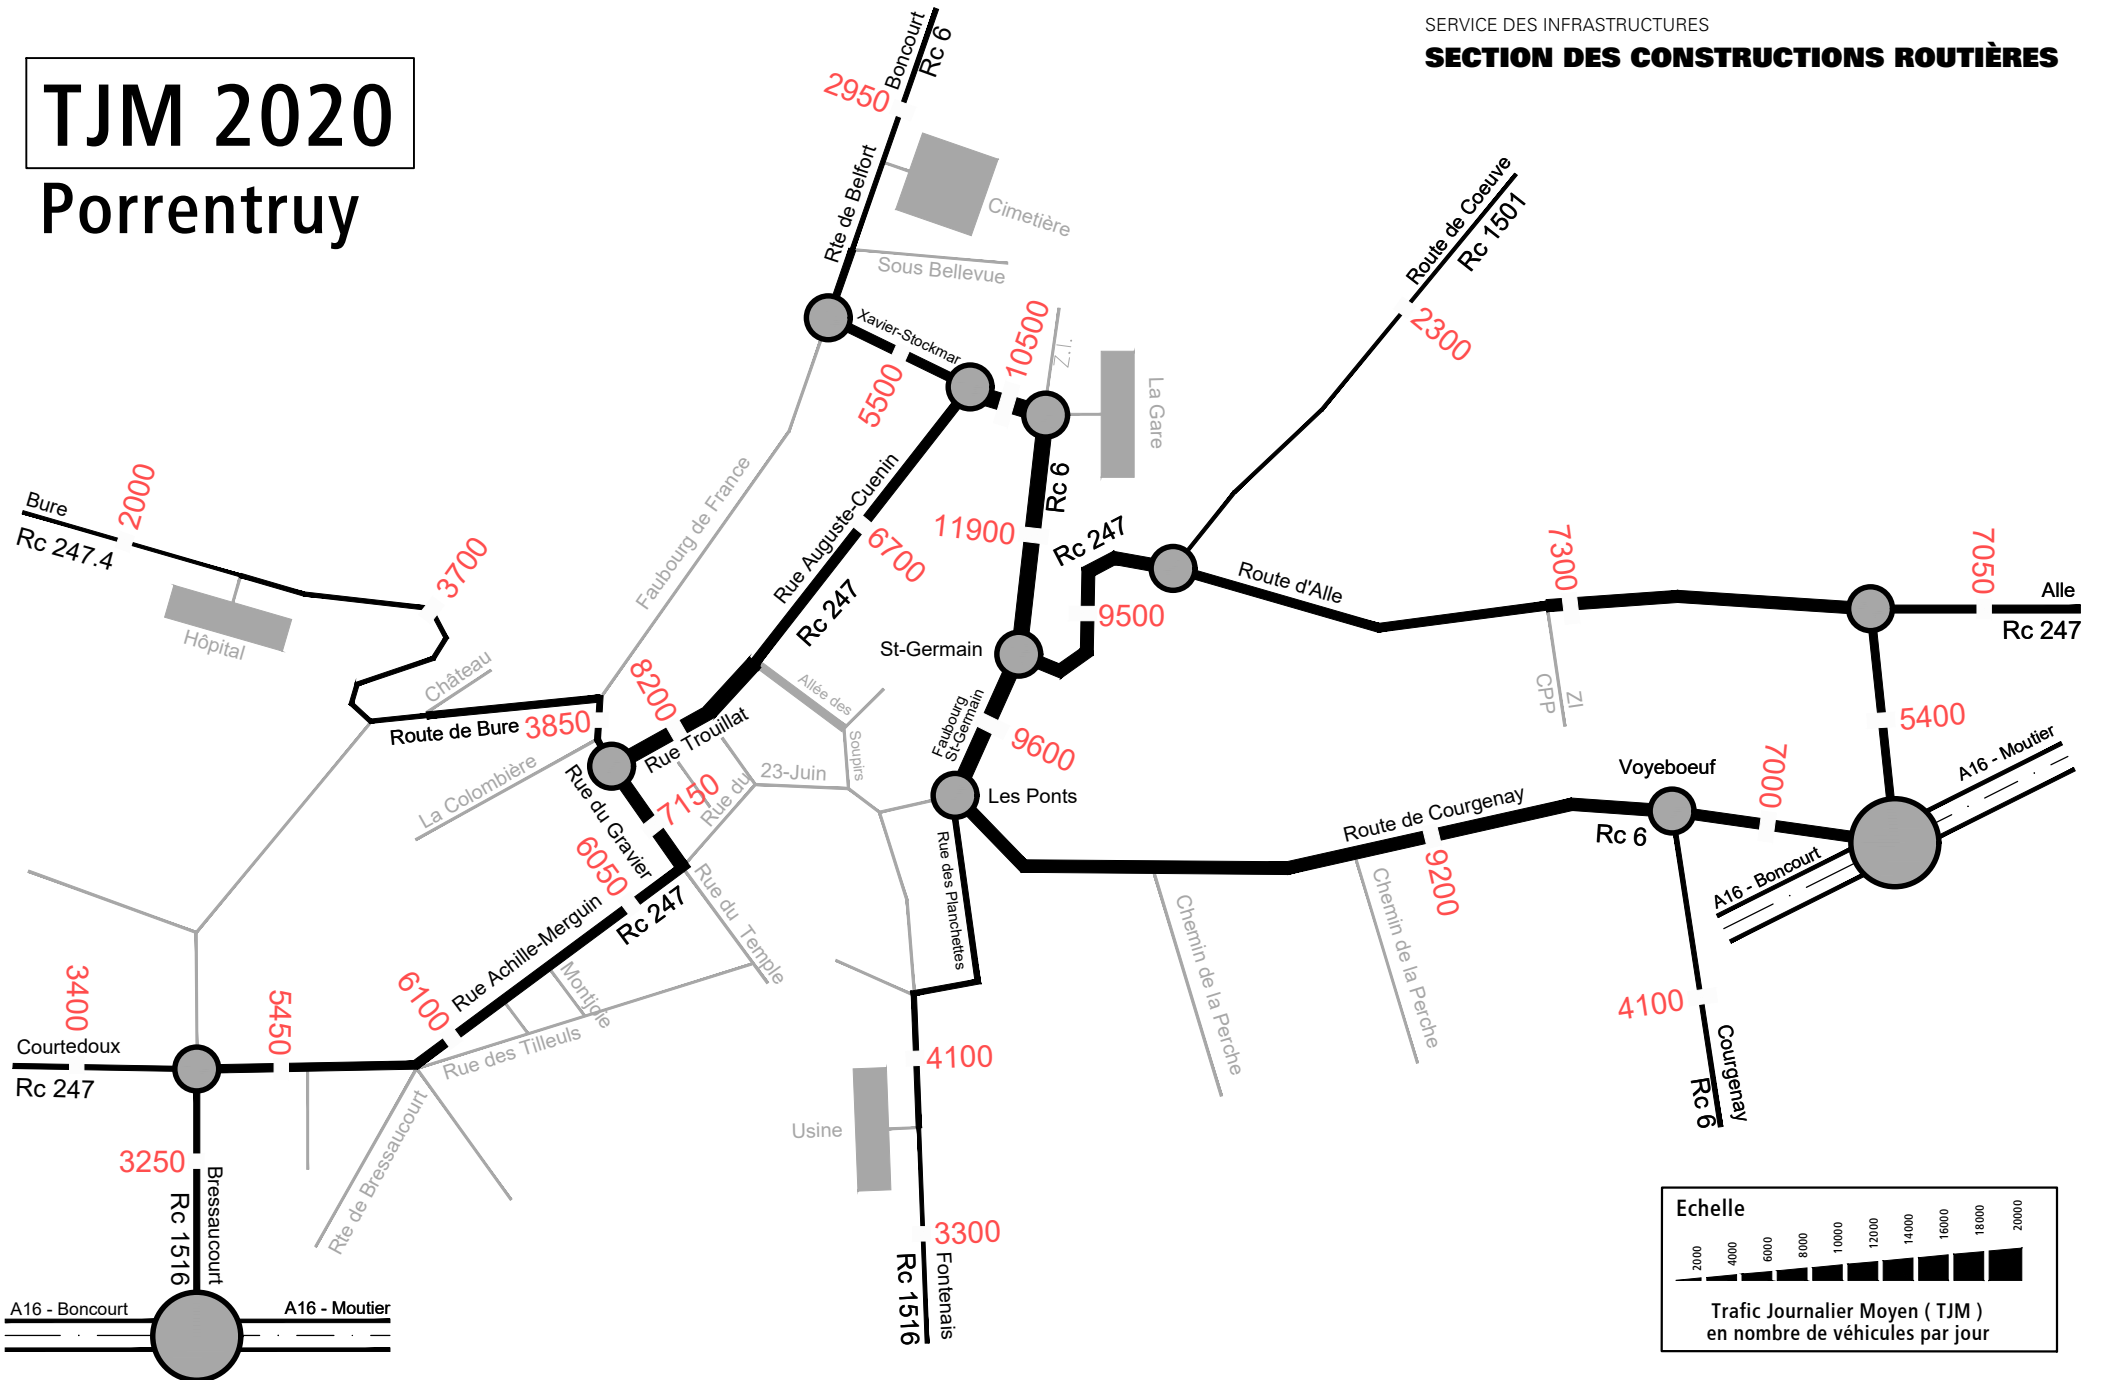 SERVICE DES INFRASTRUCTURES
SECTION DES CONSTRUCTIONS ROUTIÈRES
TJM 2020
Porrentruy
Boncourt
Rc 6
2950
Rte de Belfort
Cimetière
Sous Bellevue
Route de Coeuve
Rc 1501
2300
Xavier-Stockmar
5500
10500
Z.I.
La Gare
Rc 6
11900
Rc 247
9500
Route d'Alle
7300
ZI
CPP
7050
Alle
Rc 247
5400
Bure
Rc 247.4
2000
3700
Hôpital
Château
Route de Bure
3850
Faubourg de France
Rue Auguste-Cuenin
6700
Rc 247
8200
Rue Trouillat
Allée des
Soupirs
La Colombière
Rue du Gravier
7150
Rue du
23-Juin
6050
Rc 247
Rue du Temple
St-Germain
Faubourg
St-Germain
9600
Les Ponts
Rue des Planchettes
Route de Courgenay
9200
Chemin de la Perche
Chemin de la Perche
Voyeboeuf
Rc 6
7000
A16 - Moutier
A16 - Boncourt
4100
Courgenay
Rc 6
Rue Achille-Merguin
Montjoie
Rue des Tilleuls
6100
5450
3400
Courtedoux
Rc 247
Rte de Bressaucourt
3250
Bressaucourt
Rc 1516
A16 - Boncourt
A16 - Moutier
4100
Usine
3300
Fontenais
Rc 1516
Echelle
2000
4000
6000
8000
10000
12000
14000
16000
18000
20000
Trafic Journalier Moyen ( TJM )
en nombre de véhicules par jour